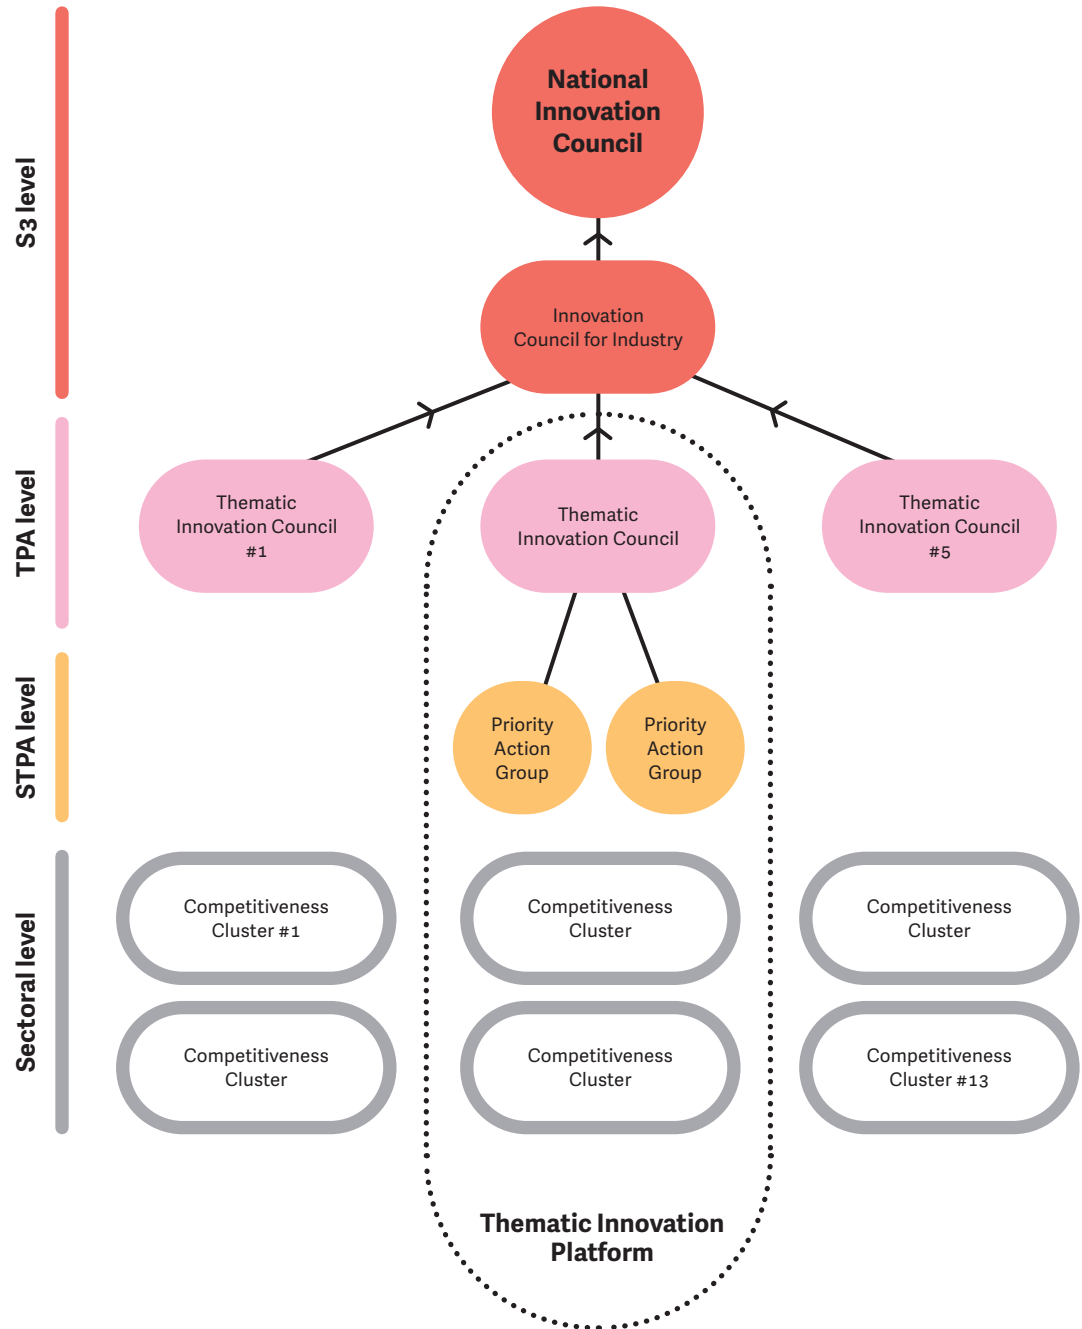 S3 level
National
Innovation
Council
Innovation
Council for Industry
TPA level
Thematic
Innovation Council
#1
Thematic
Innovation Council
Thematic
Innovation Council
#5
STPA level
Priority
Action
Group
Priority
Action
Group
Sectoral level
Competitiveness
Cluster #1
Competitiveness
Cluster
Competitiveness
Cluster
Competitiveness
Cluster
Competitiveness
Cluster
Competitiveness
Cluster #13
Thematic Innovation
Platform